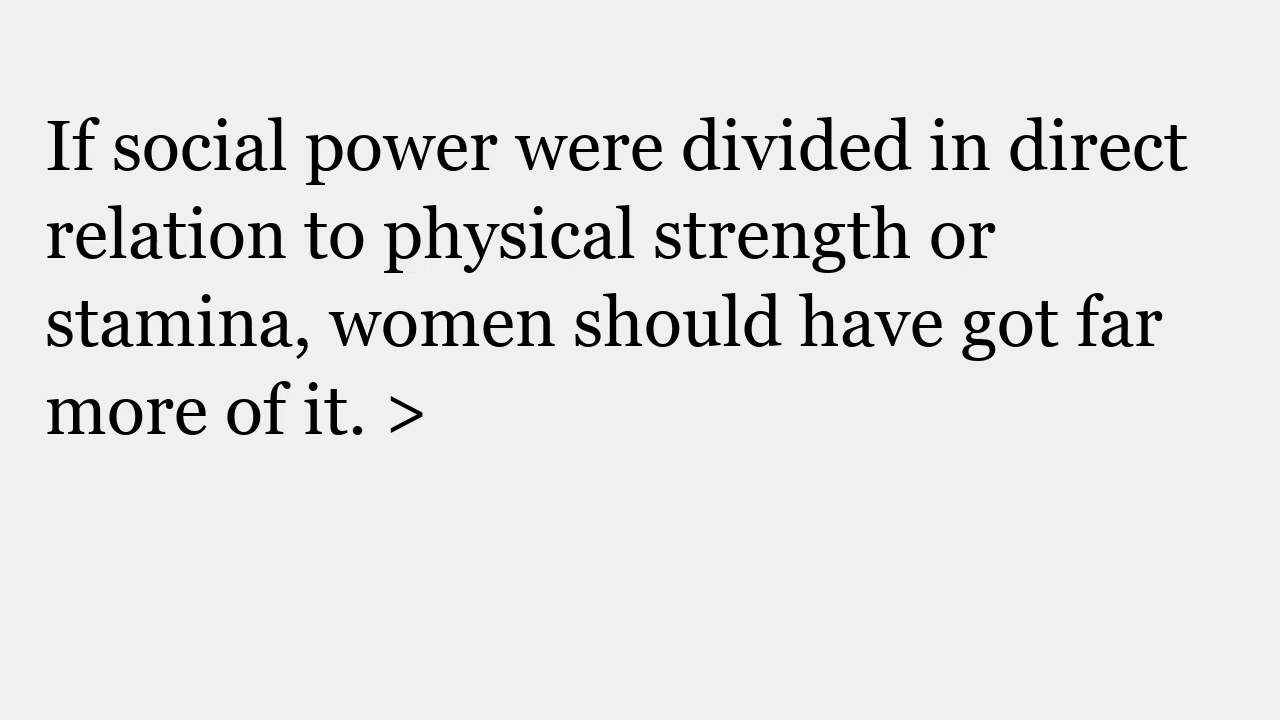 If social power were divided in direct
relation to physical strength or
stamina, women should have got far
more of it. >